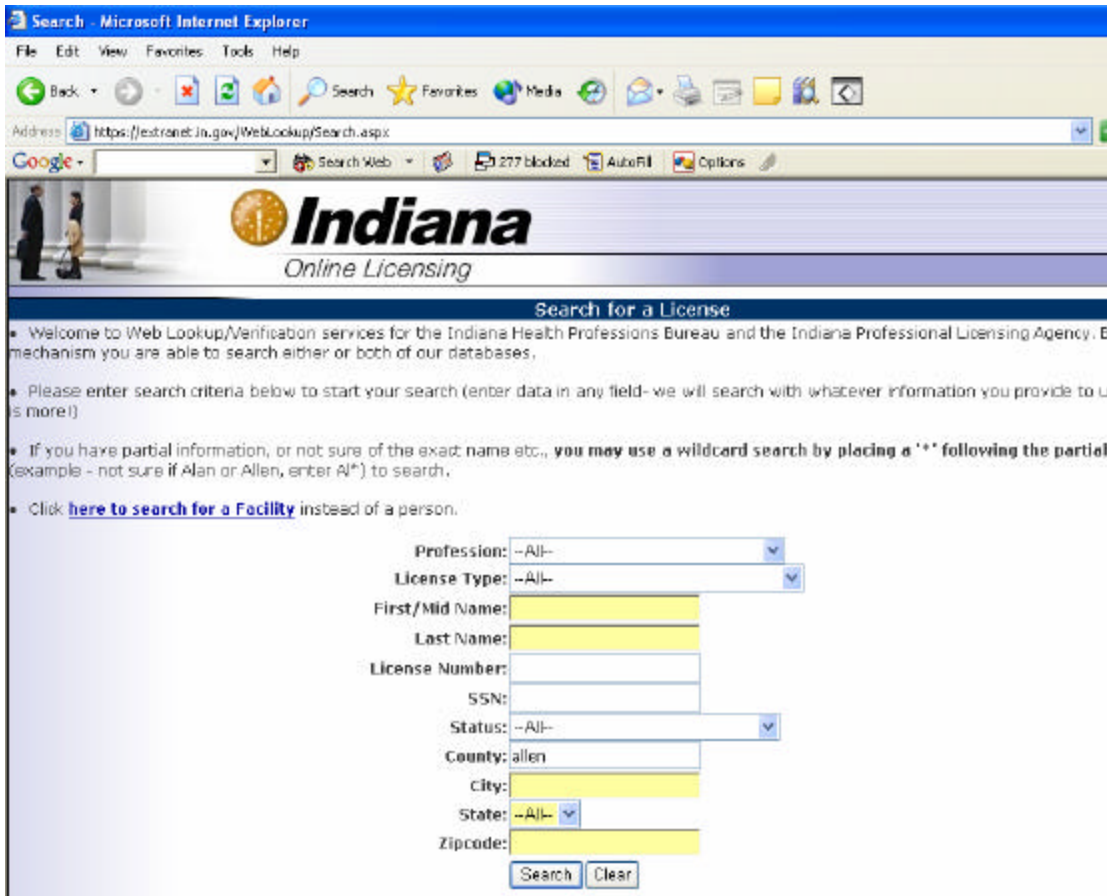 Search - Microsoft Internet Explorer
File Edit View Favorites Tools Help
Back Search Favorites Media
Address https://extranet.in.gov/WebLookup/Search.aspx
Google Search Web 277 blocked AutoFill Options
Indiana
Online Licensing
Search for a License
• Welcome to Web Lookup/Verification services for the Indiana Health Professions Bureau and the Indiana Professional Licensing Agency.
mechanism you are able to search either or both of our databases.
• Please enter search criteria below to start your search (enter data in any field- we will search with whatever information you provide to
is more!)
• If you have partial information, or not sure of the exact name etc., you may use a wildcard search by placing a '*' following the partial
(example - not sure if Alan or Allen, enter Al*) to search.
• Click here to search for a Facility instead of a person.
Profession: --All--
License Type: --All--
First/Mid Name:
Last Name:
License Number:
SSN:
Status: --All--
County: allen
City:
State: --All--
Zipcode:
Search Clear